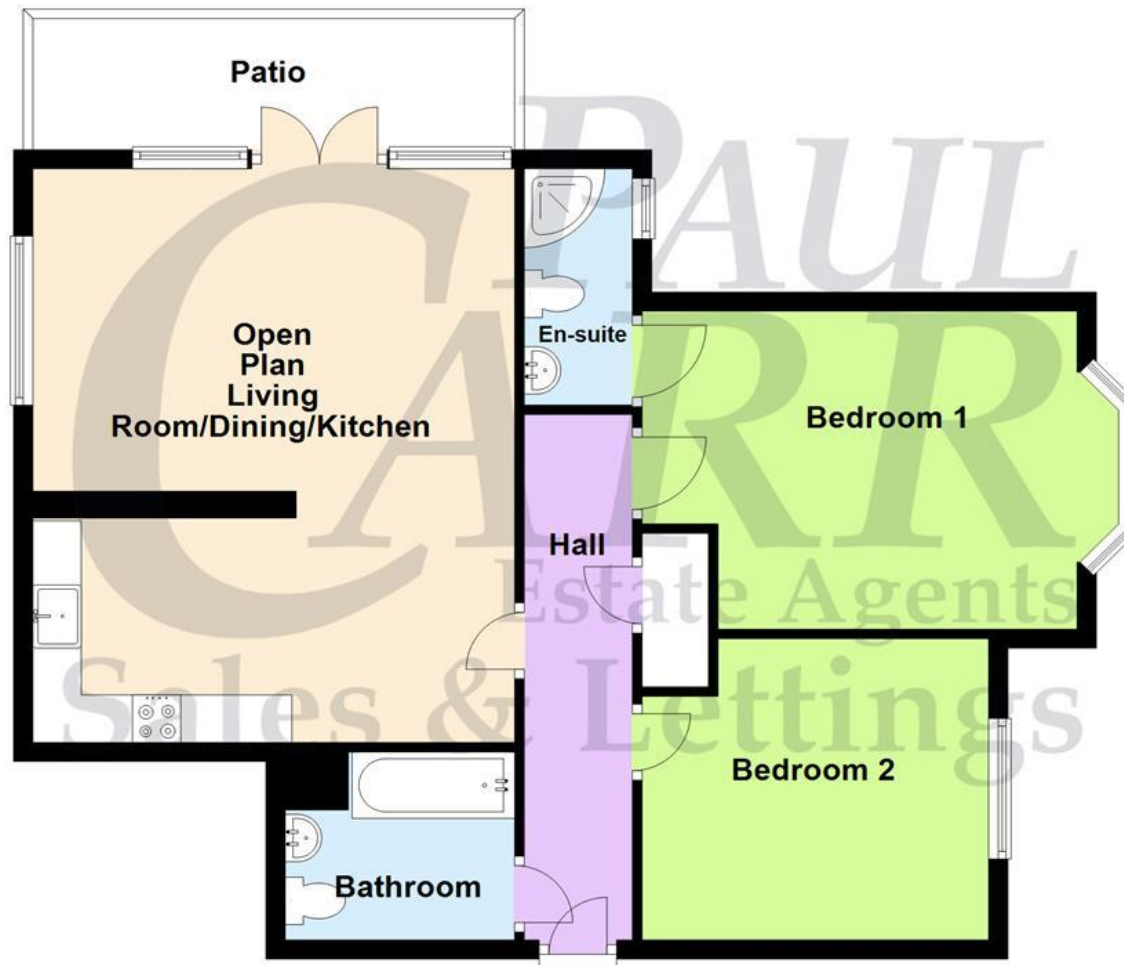 Patio
PAUL
CARR
Estate Agents
Sales & Lettings
Open
Plan
Living
Room/Dining/Kitchen
En-suite
Bedroom 1
Hall
Bedroom 2
Bathroom